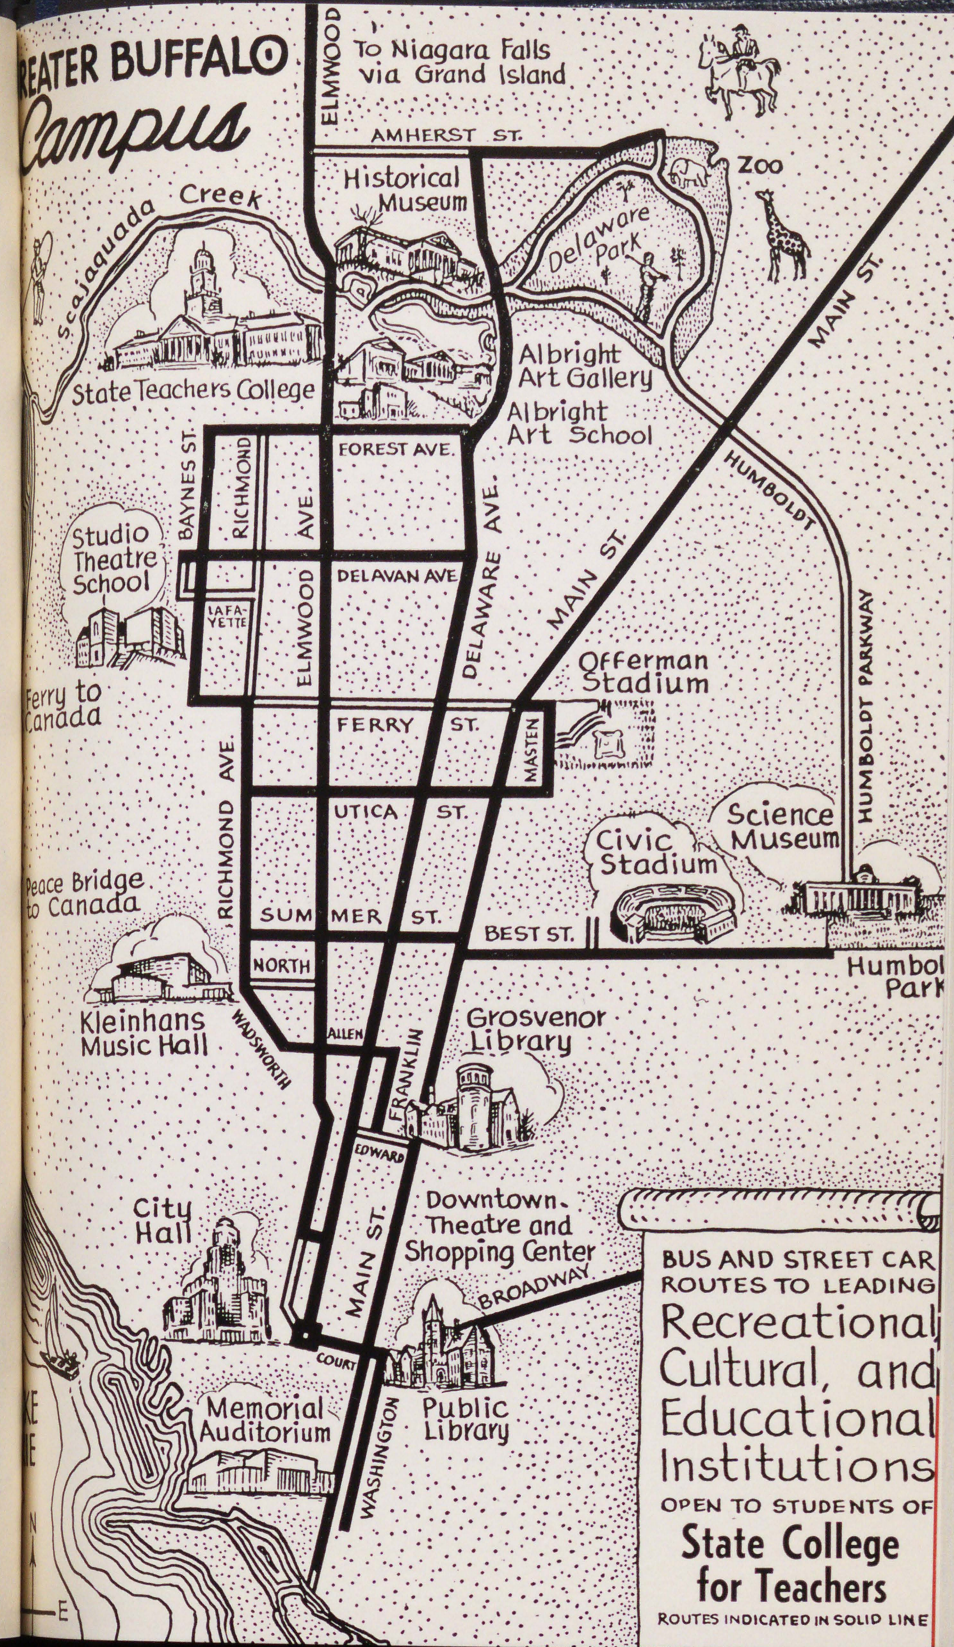 REATER BUFFALO
Campus
ELMWOOD
To Niagara Falls
via Grand Island
AMHERST ST.
Historical
Museum
ZOO
Scajaquada Creek
Delaware
Park
MAIN ST.
State Teachers College
Albright
Art Gallery
Albright
Art School
BAYNES ST.
RICHMOND
AVE
FOREST AVE.
HUMBOLDT
Studio
Theatre
School
DELAVAN AVE
DELAWARE AVE.
MAIN ST.
LAFA-
YETTE
ELMWOOD
HUMBOLDT PARKWAY
Offerman
Stadium
Ferry to
Canada
FERRY ST.
MASTEN
RICHMOND AVE
UTICA ST.
Civic
Stadium
Science
Museum
Peace Bridge
to Canada
SUMMER ST.
BEST ST.
NORTH
Humbol
Park
Kleinhans
Music Hall
WADSWORTH
ALLEN
FRANKLIN
Grosvenor
Library
EDWARD
City
Hall
MAIN ST.
Downtown
Theatre and
Shopping Center
BROADWAY
COURT
Memorial
Auditorium
Public
Library
WASHINGTON
KE
IE
N
E
BUS AND STREET CAR
ROUTES TO LEADING
Recreational
Cultural, and
Educational
Institutions
OPEN TO STUDENTS OF
State College
for Teachers
ROUTES INDICATED IN SOLID LINE